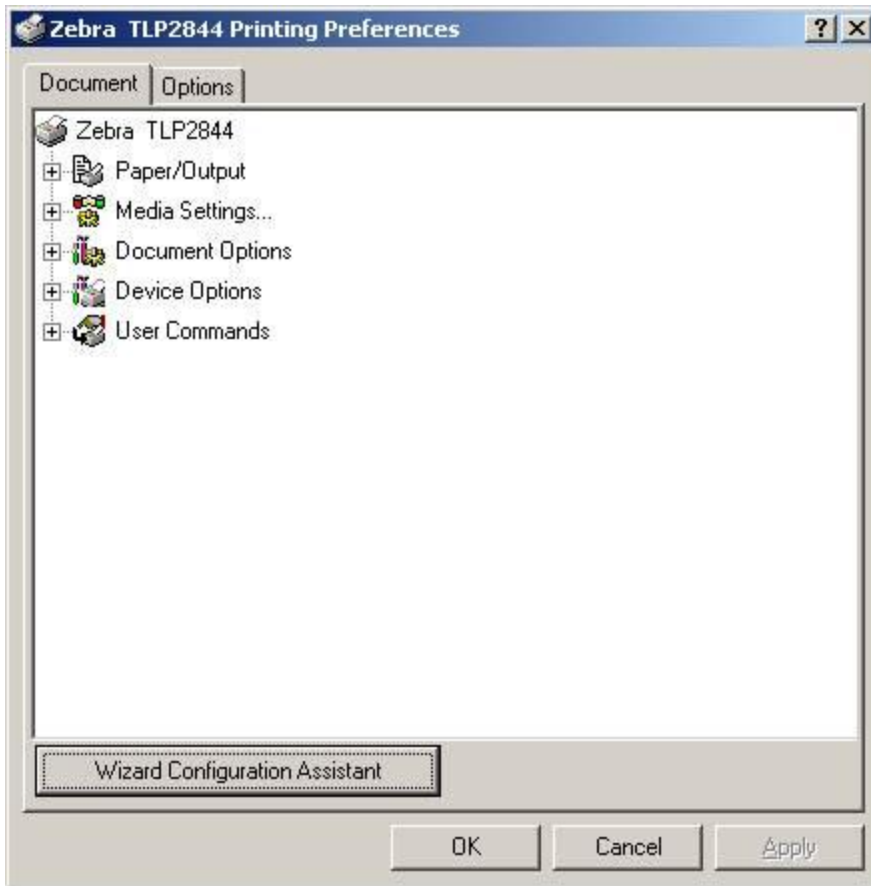 Zebra TLP2844 Printing Preferences
Document Options
Zebra TLP2844
Paper/Output
Media Settings...
Document Options
Device Options
User Commands
Wizard Configuration Assistant
OK Cancel Apply